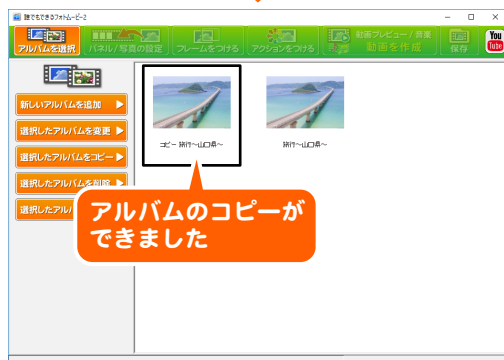 誰でもできるフォトムービー2
アルバムを選択
パネル/写真の設定
フレームをつける
アクションをつける
動画プレビュー/音楽
動画を作成
保存
You
Tube
新しいアルバムを追加
選択したアルバムを変更
選択したアルバムをコピー
選択したアルバムを削除
選択したアルバ
コピー 旅行~山口県~
旅行~山口県~
アルバムのコピーが
できました